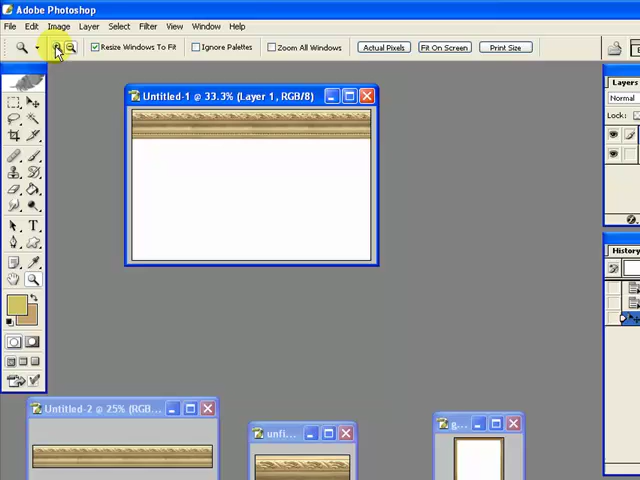 Adobe Photoshop
File Edit Image Layer Select Filter View Window Help
Resize Windows To Fit Ignore Palettes Zoom All Windows Actual Pixels Fit On Screen Print Size
Untitled-1 @ 33.3% (Layer 1, RGB/8)
Layers
Normal
Lock:
History
Untitled-2 @ 25% (RGB...
unfi...
g...